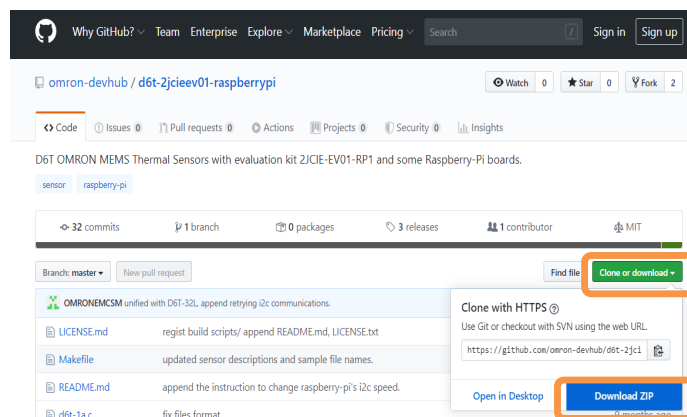 Why GitHub? Team Enterprise Explore Marketplace Pricing Search / Sign in Sign up
omron-devhub / d6t-2jcieev01-raspberrypi Watch 0 Star 0 Fork 2
Code Issues 0 Pull requests 0 Actions Projects 0 Security 0 Insights
D6T OMRON MEMS Thermal Sensors with evaluation kit 2JCIE-EV01-RP1 and some Raspberry-Pi boards.
sensor raspberry-pi
32 commits 1 branch 0 packages 3 releases 1 contributor MIT
Branch: master New pull request Find file Clone or download
OMRONEMCSM unified with D6T-32L, append retrying i2c communications.
Clone with HTTPS
Use Git or checkout with SVN using the web URL.
https://github.com/omron-devhub/d6t-2jci
Open in Desktop Download ZIP
LICENSE.md regist build scripts/ append README.md, LICENSE.txt
Makefile updated sensor descriptions and sample file names.
README.md append the instruction to change raspberry-pi's i2c speed.
d6t-1a.c fix files format. 9 months ago